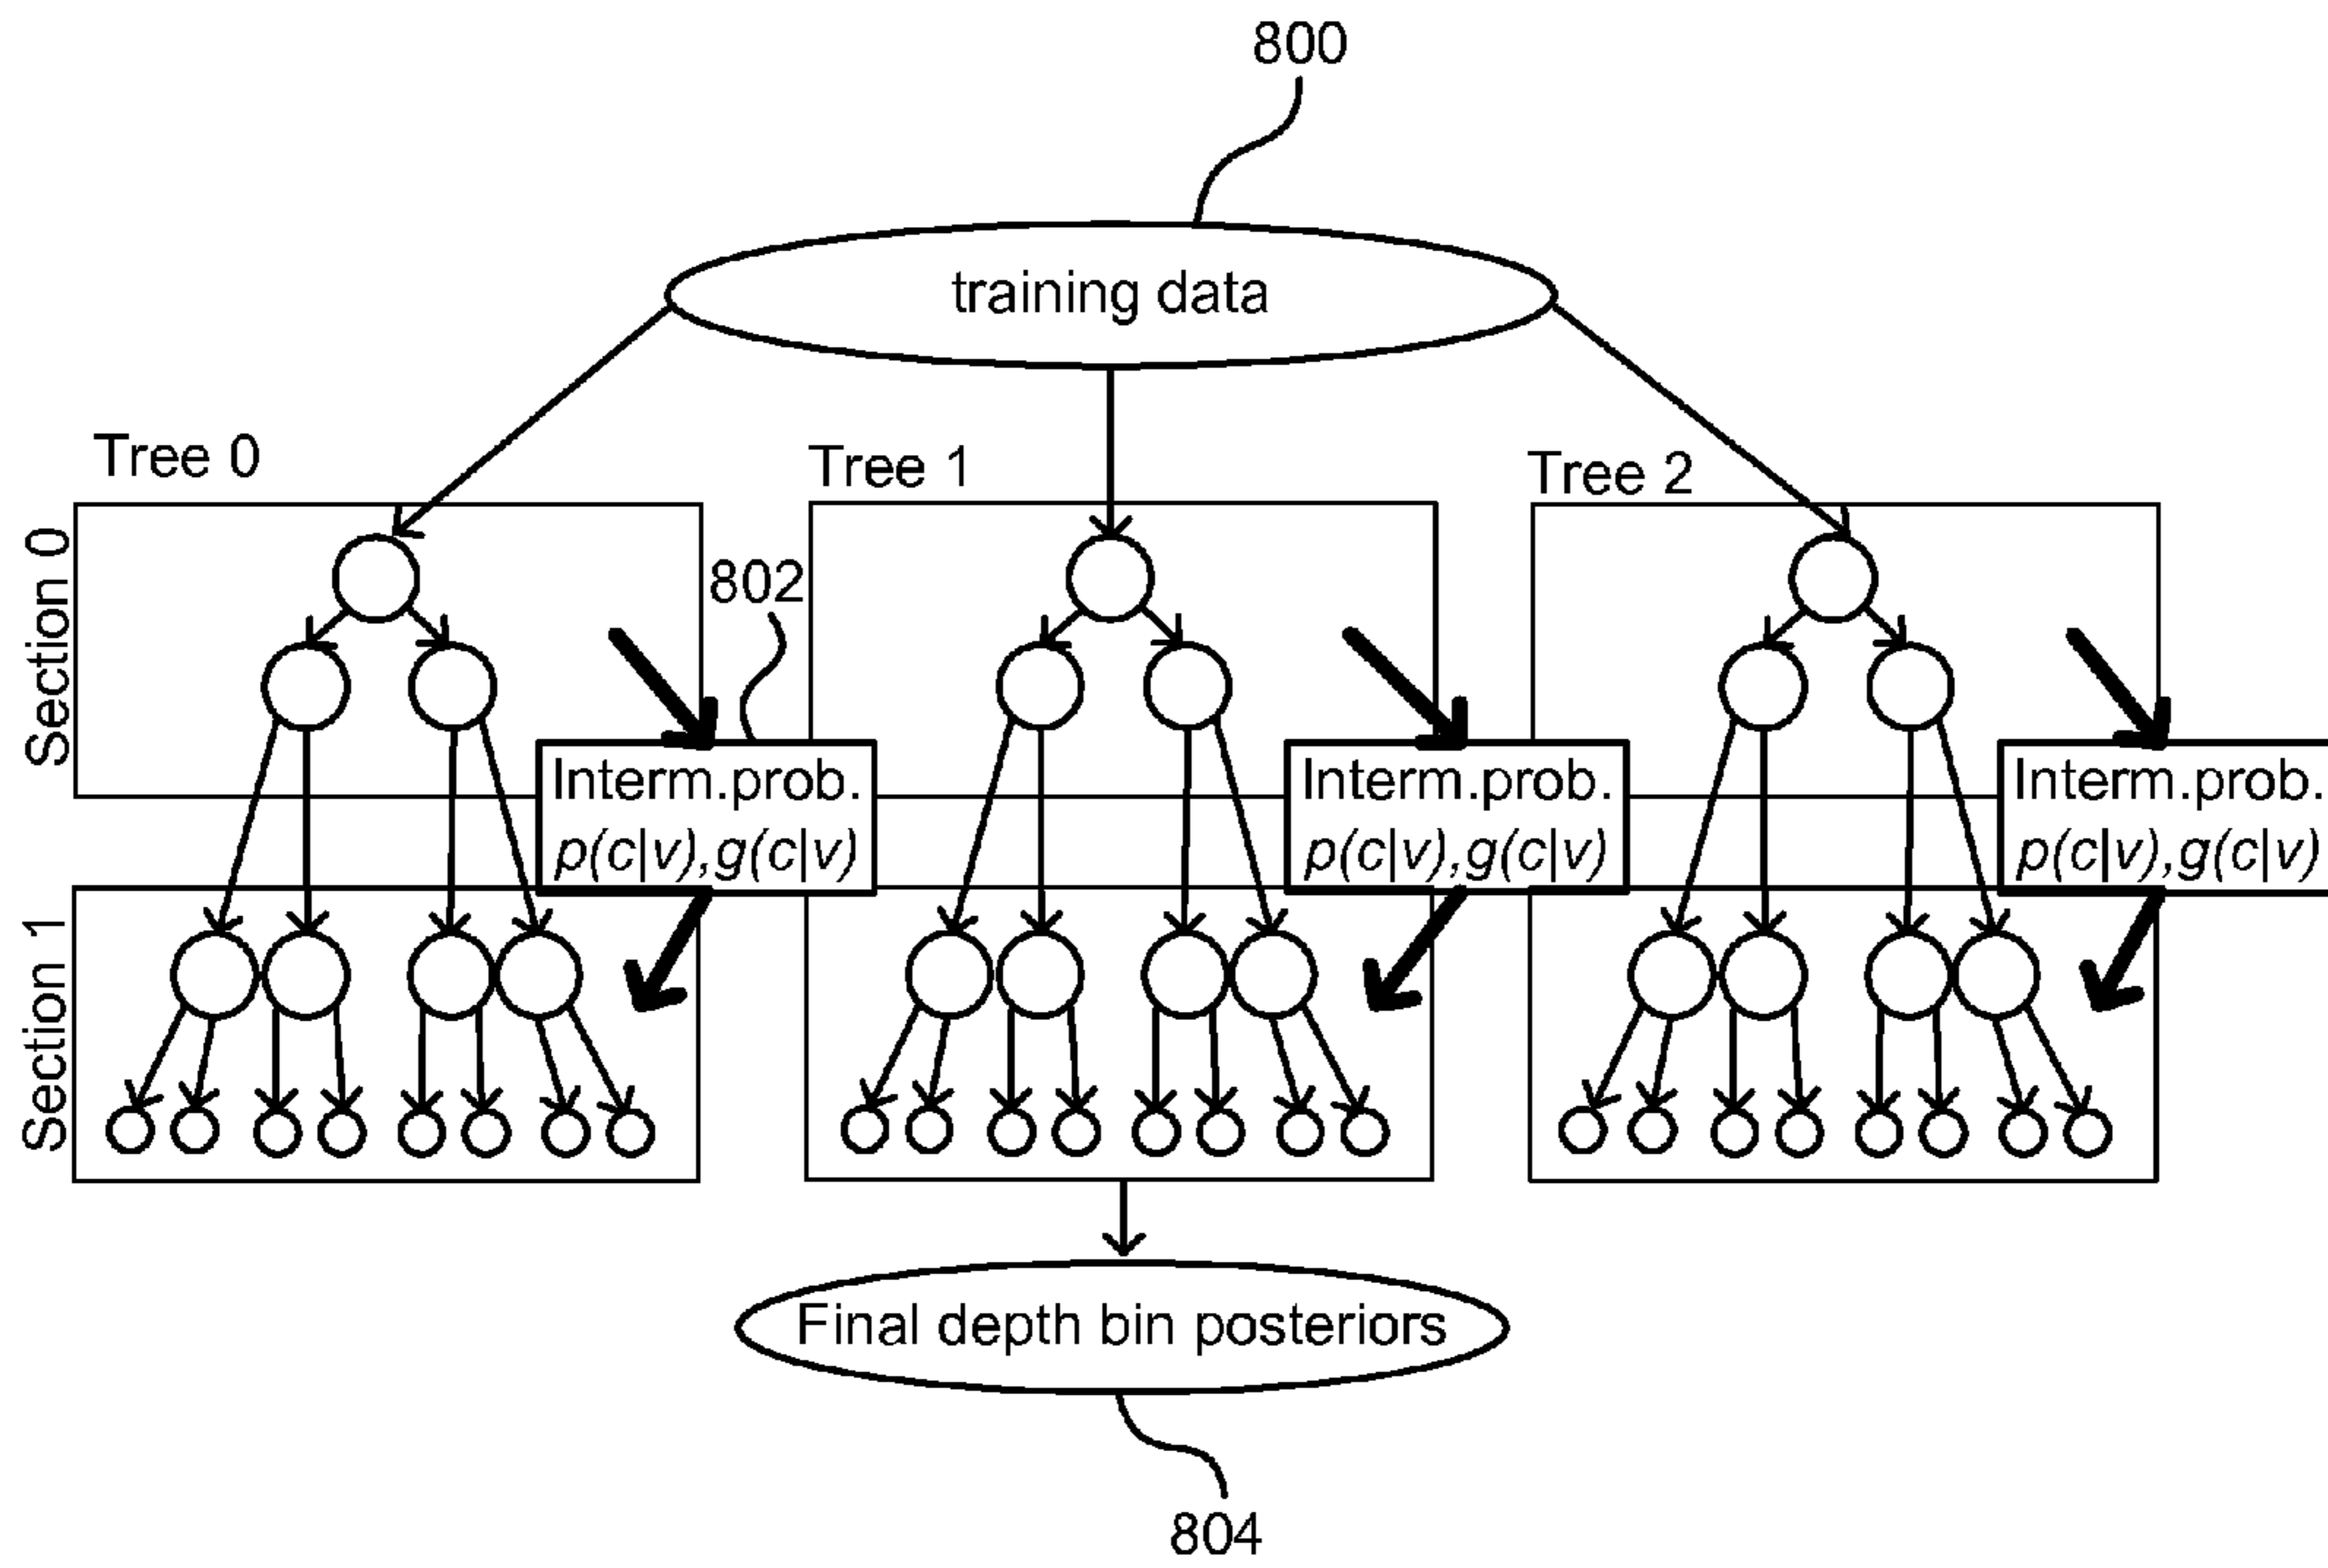 800
training data
Tree 0
Tree 1
Tree 2
Section 0
802
Interm.prob.
p(c|v),g(c|v)
Interm.prob.
p(c|v),g(c|v)
Interm.prob.
p(c|v),g(c|v)
Section 1
Final depth bin posteriors
804